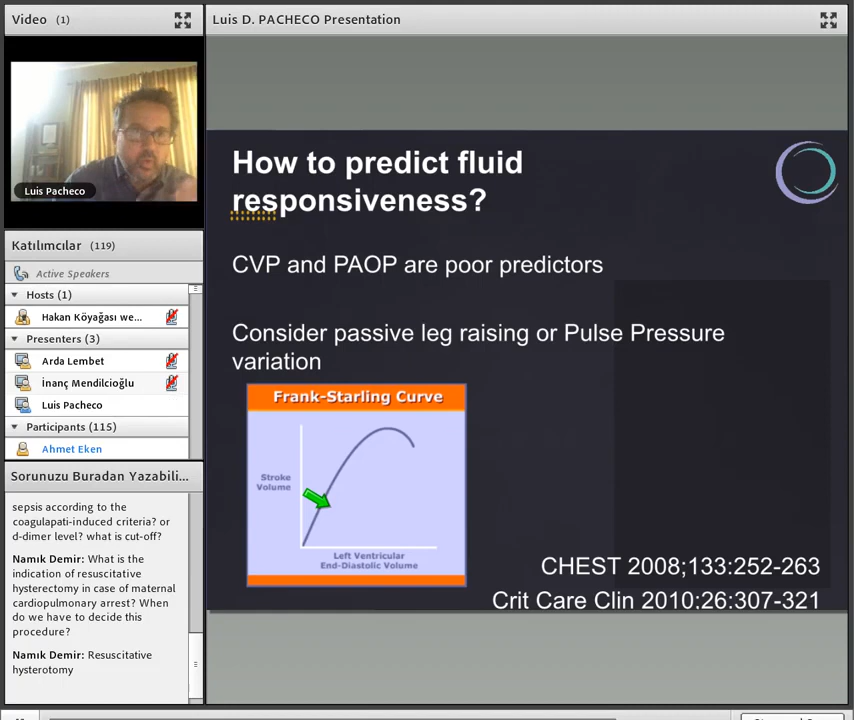 Video (1)
Luis Pacheco
Katılımcılar (119)
Active Speakers
Hosts (1)
Hakan Köyağası we...
Presenters (3)
Arda Lembet
İnanç Mendilcioğlu
Luis Pacheco
Participants (115)
Ahmet Eken
Sorunuzu Buradan Yazabili...
sepsis according to the
coagulapati-induced criteria? or
d-dimer level? what is cut-off?
Namık Demir: What is the
indication of resuscitative
hysterectomy in case of maternal
cardiopulmonary arrest? When
do we have to decide this
procedure?
Namık Demir: Resuscitative
hysterotomy
Luis D. PACHECO Presentation
How to predict fluid
responsiveness?
CVP and PAOP are poor predictors
Consider passive leg raising or Pulse Pressure
variation
Frank-Starling Curve
Stroke
Volume
Left Ventricular
End-Diastolic Volume
CHEST 2008;133:252-263
Crit Care Clin 2010:26:307-321